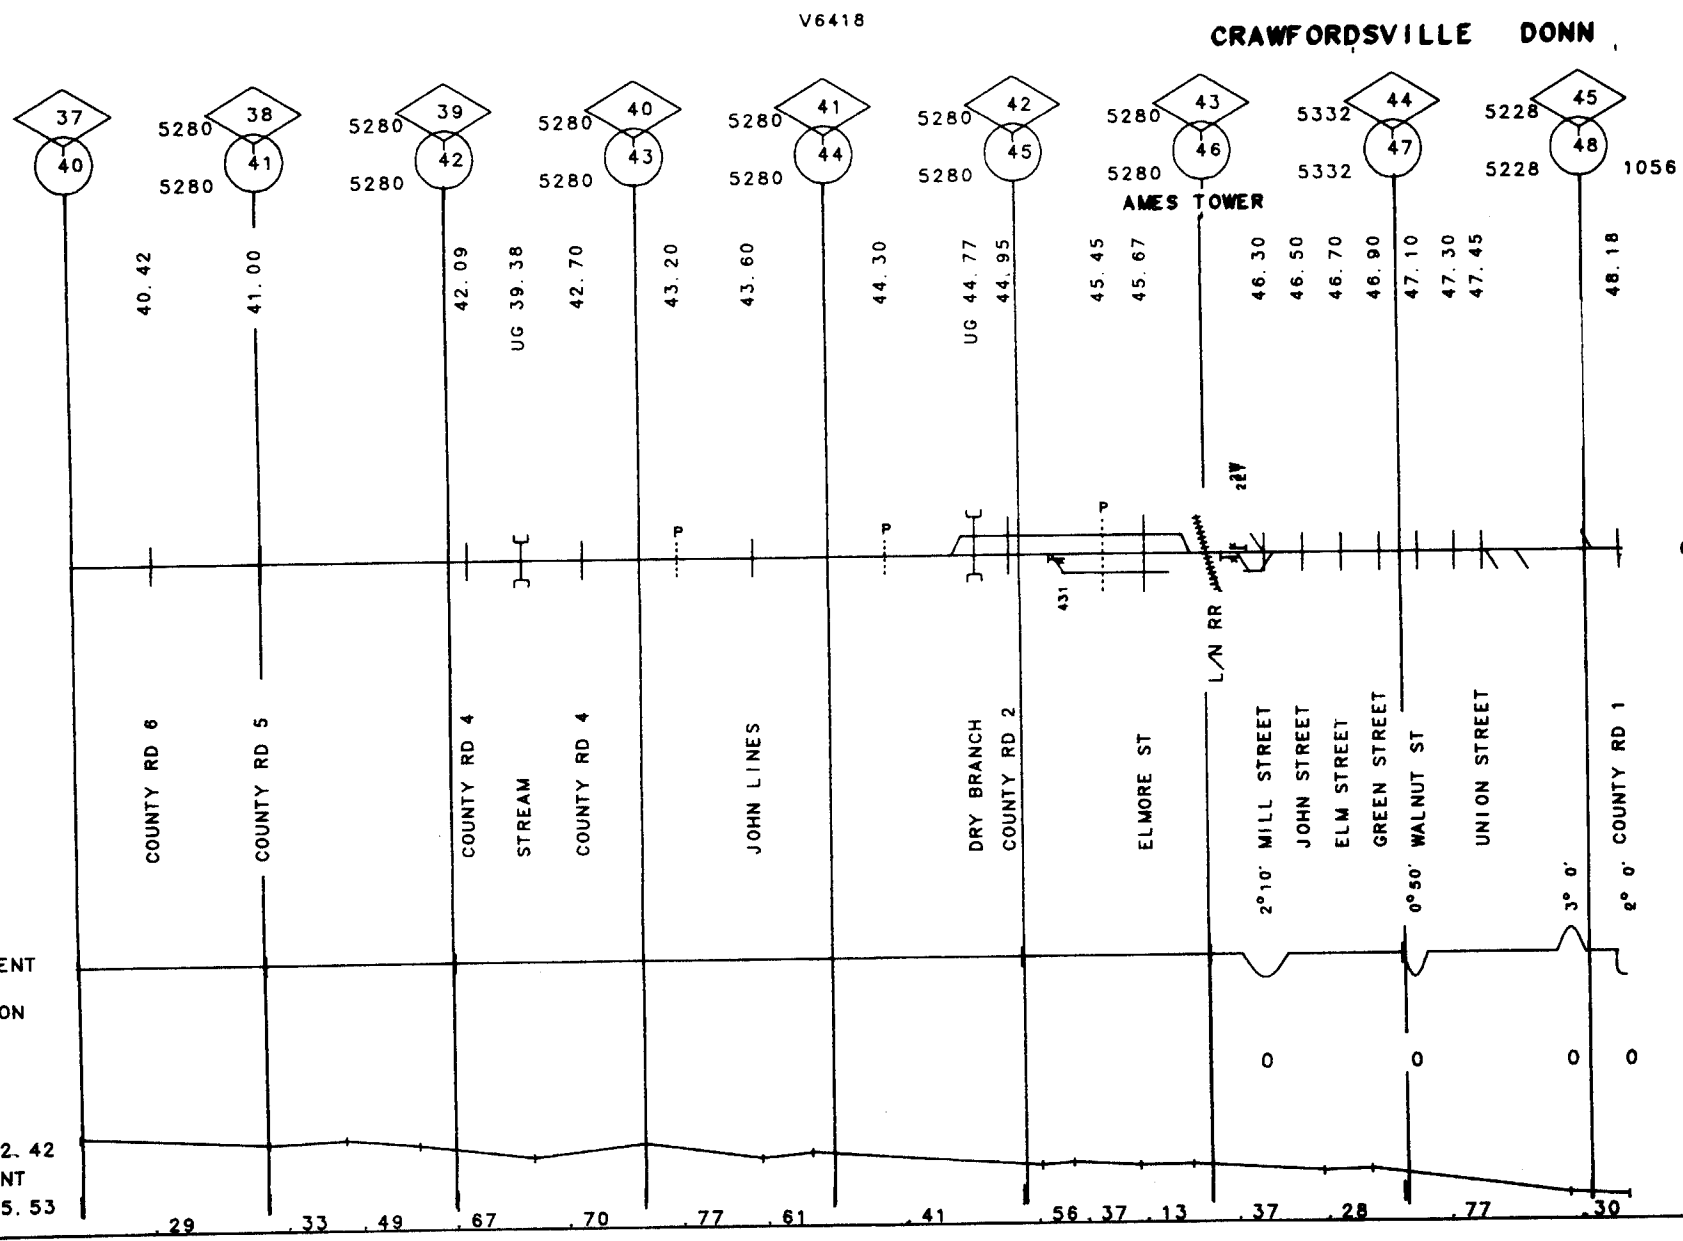 V6418
CRAWFORDSVILLE DONN
37 38 39 40 41 42 43 44 45
5280 5280 5280 5280 5280 5280 5332 5228
40 41 42 43 44 45 46 47 48
5280 5280 5280 5280 5280 5280 5332 5228 1056
AMES TOWER
40.42
41.00
42.09
UG 39.38
42.70
43.20
43.60
44.30
UG 44.77
44.95
45.45
45.67
46.30
46.50
46.70
46.90
47.10
47.30
47.45
48.18
P P P
431
L/N RR
COUNTY RD 6
COUNTY RD 5
COUNTY RD 4
STREAM
COUNTY RD 4
JOHN LINES
DRY BRANCH
COUNTY RD 2
ELMORE ST
2°10' MILL STREET
JOHN STREET
ELM STREET
GREEN STREET
0°50' WALNUT ST
UNION STREET
3° 0'
2° 0' COUNTY RD 1
ENT
ON
0 0 0 0
2.42
NT
5.53
.29 .33 .49 .67 .70 .77 .61 .41 .56 .37 .13 .37 .28 .77 .30